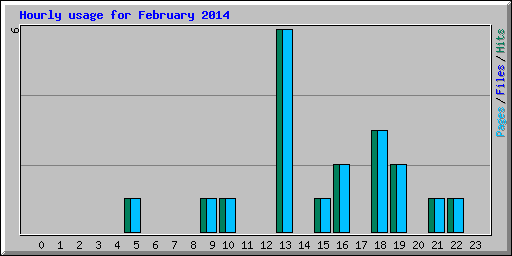 Hourly usage for February 2014
6
Pages/Files/Hits
0 1 2 3 4 5 6 7 8 9 10 11 12 13 14 15 16 17 18 19 20 21 22 23